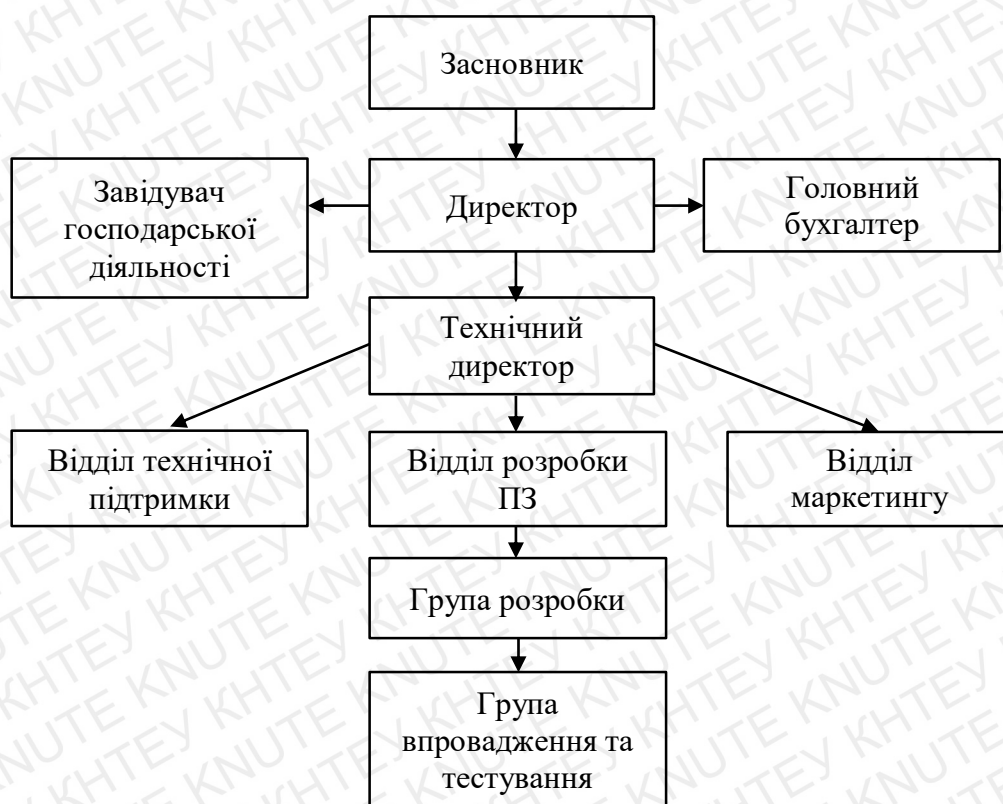 Засновник
Завідувач
господарської
діяльності
Директор
Головний
бухгалтер
Технічний
директор
Відділ технічної
підтримки
Відділ розробки
ПЗ
Відділ
маркетингу
Група розробки
Група
впровадження та
тестування